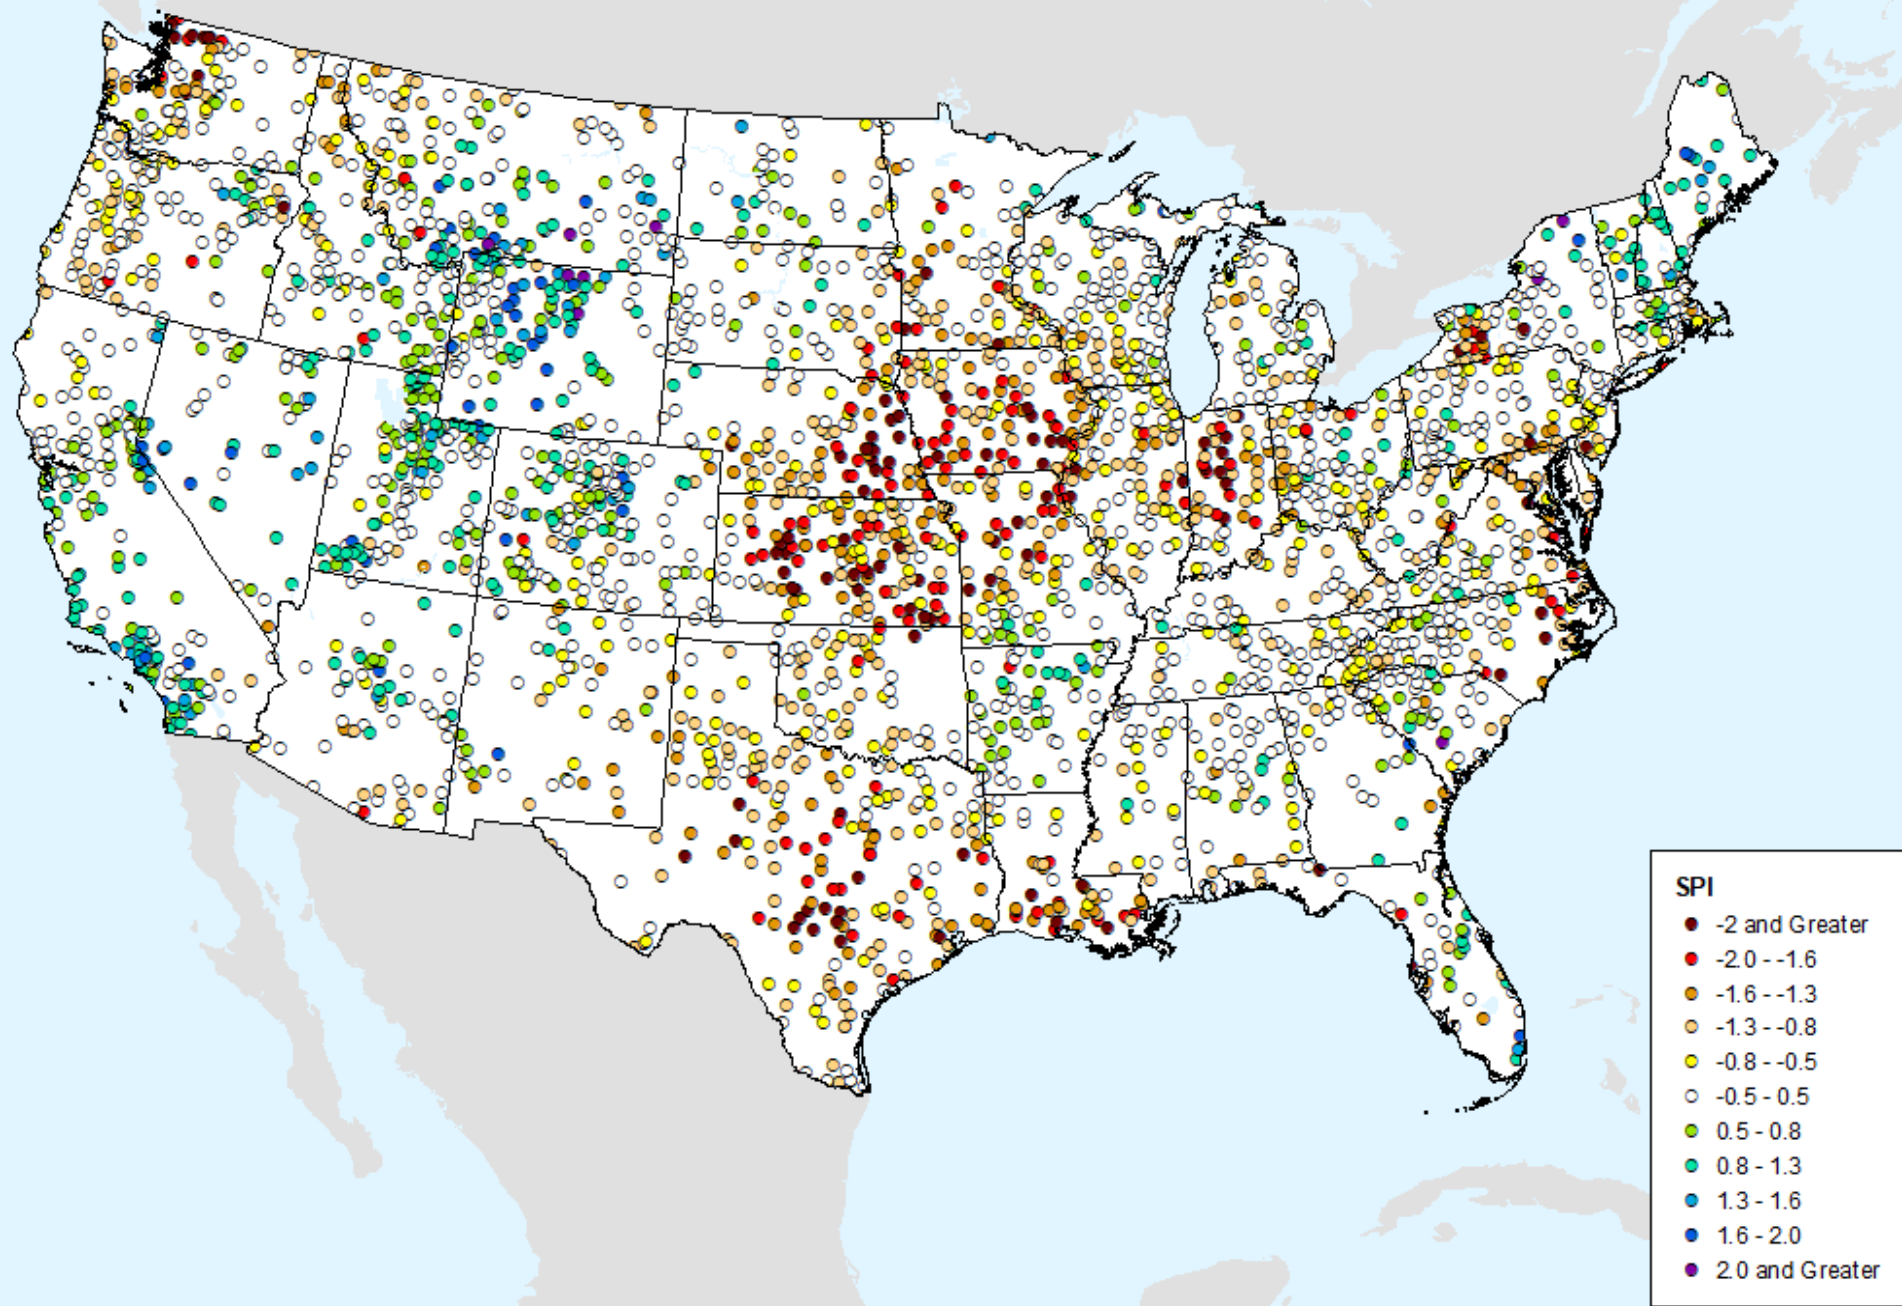 SPI
-2 and Greater
-2.0 - -1.6
-1.6 - -1.3
-1.3 - -0.8
-0.8 - -0.5
-0.5 - 0.5
0.5 - 0.8
0.8 - 1.3
1.3 - 1.6
1.6 - 2.0
2.0 and Greater